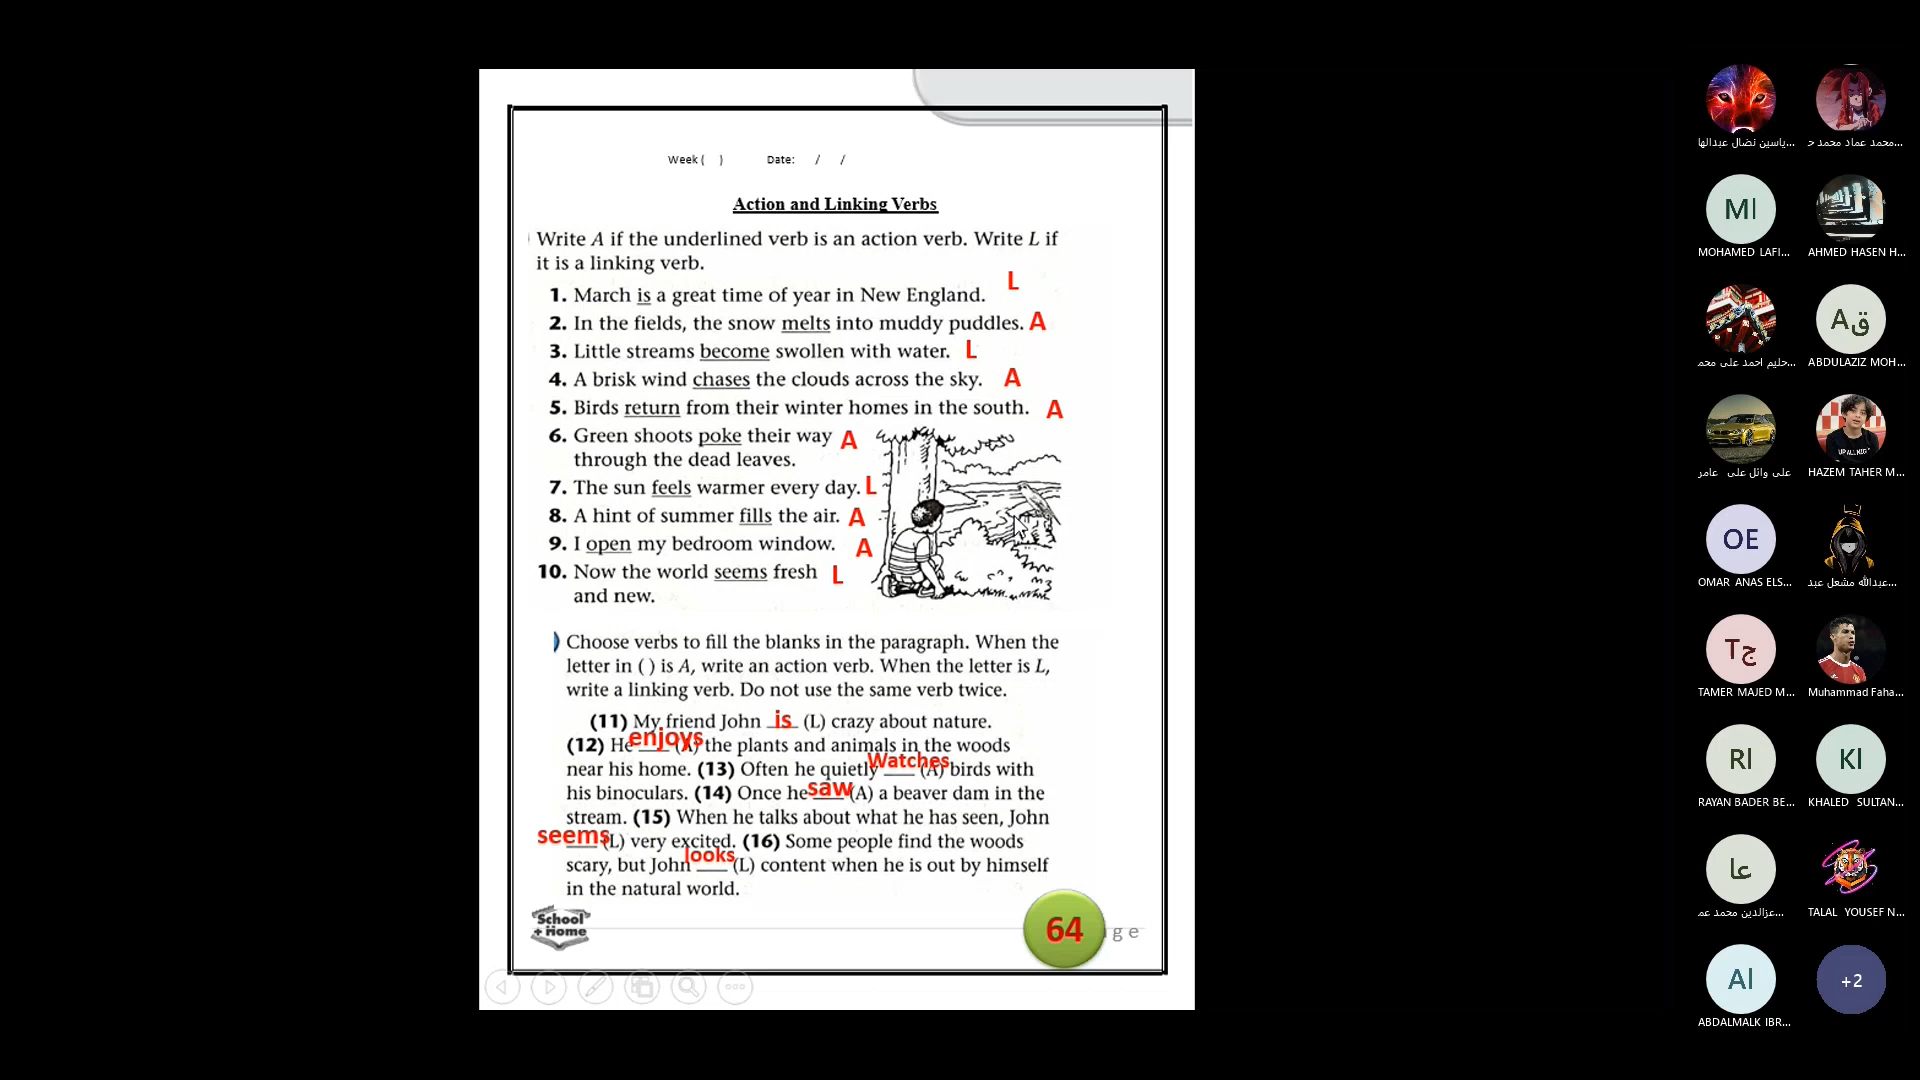 Week ( ) Date: / /
Action and Linking Verbs
Write A if the underlined verb is an action verb. Write L if
it is a linking verb.
1. March is a great time of year in New England. L
2. In the fields, the snow melts into muddy puddles. A
3. Little streams become swollen with water. L
4. A brisk wind chases the clouds across the sky. A
5. Birds return from their winter homes in the south. A
6. Green shoots poke their way A
through the dead leaves.
7. The sun feels warmer every day. L
8. A hint of summer fills the air. A
9. I open my bedroom window. A
10. Now the world seems fresh L
and new.
Choose verbs to fill the blanks in the paragraph. When the
letter in ( ) is A, write an action verb. When the letter is L,
write a linking verb. Do not use the same verb twice.
(11) My friend John is (L) crazy about nature.
(12) He enjoys (A) the plants and animals in the woods
near his home. (13) Often he quietly Watches (A) birds with
his binoculars. (14) Once he saw (A) a beaver dam in the
stream. (15) When he talks about what he has seen, John
seems (L) very excited. (16) Some people find the woods
scary, but John looks (L) content when he is out by himself
in the natural world.
School
+ Home
64 g e
ياسين نضال عبدالها...
محمد عماد محمد ح...
MI
MOHAMED LAFI...
AHMED HASEN H...
حليم احمد على محم...
Aق
ABDULAZIZ MOH...
على وائل على عامر
UP ALL NIGHT
HAZEM TAHER M...
OE
OMAR ANAS ELS...
عبدالله مشعل عبد...
Tج
TAMER MAJED M...
Muhammad Faha...
RI
RAYAN BADER BE...
KI
KHALED SULTAN...
عا
عزالدين محمد عم...
TALAL YOUSEF N...
AI
ABDALMALK IBR...
+2